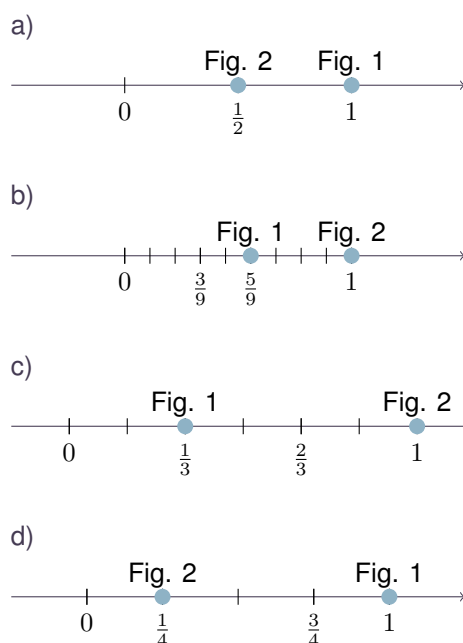 a)
Fig. 2 Fig. 1
0 1/2 1
b)
Fig. 1 Fig. 2
0 3/9 5/9 1
c)
Fig. 1 Fig. 2
0 1/3 2/3 1
d)
Fig. 2 Fig. 1
0 1/4 3/4 1